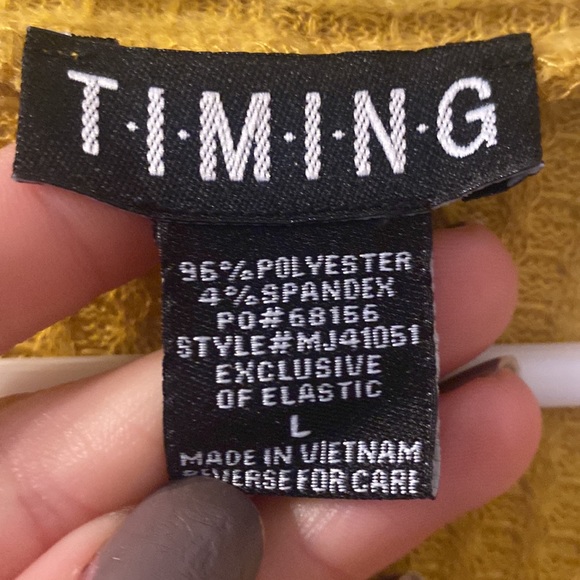 T·I·M·I·N·G
96% POLYESTER
4% SPANDEX
PO# 68156
STYLE#MJ41051
EXCLUSIVE
OF ELASTIC
L
MADE IN VIETNAM
REVERSE FOR CARE